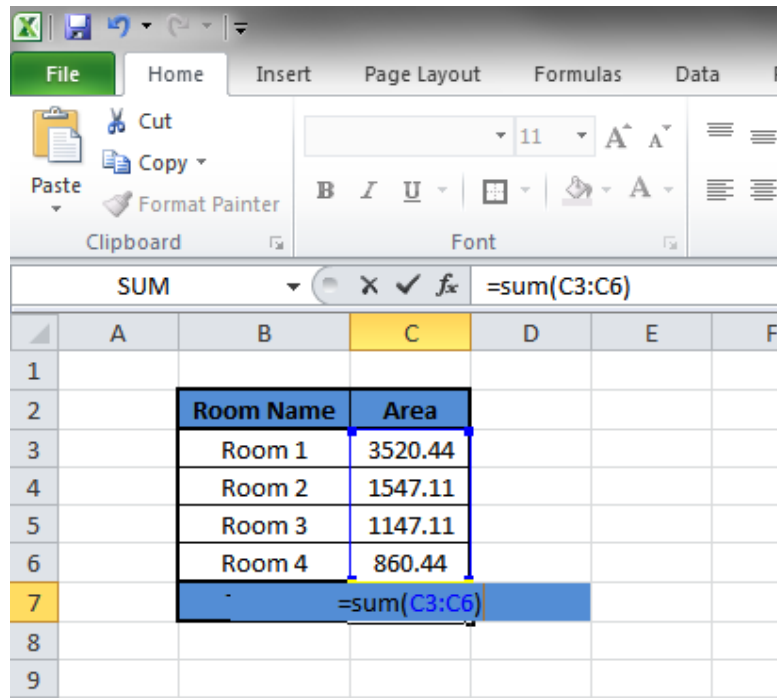 File Home Insert Page Layout Formulas Data
Cut
Copy
Format Painter
Paste
11 A A
B I U A
Clipboard Font
SUM fx =sum(C3:C6)
A B C D E F
1
2 Room Name Area
3 Room 1 3520.44
4 Room 2 1547.11
5 Room 3 1147.11
6 Room 4 860.44
7 =sum(C3:C6)
8
9